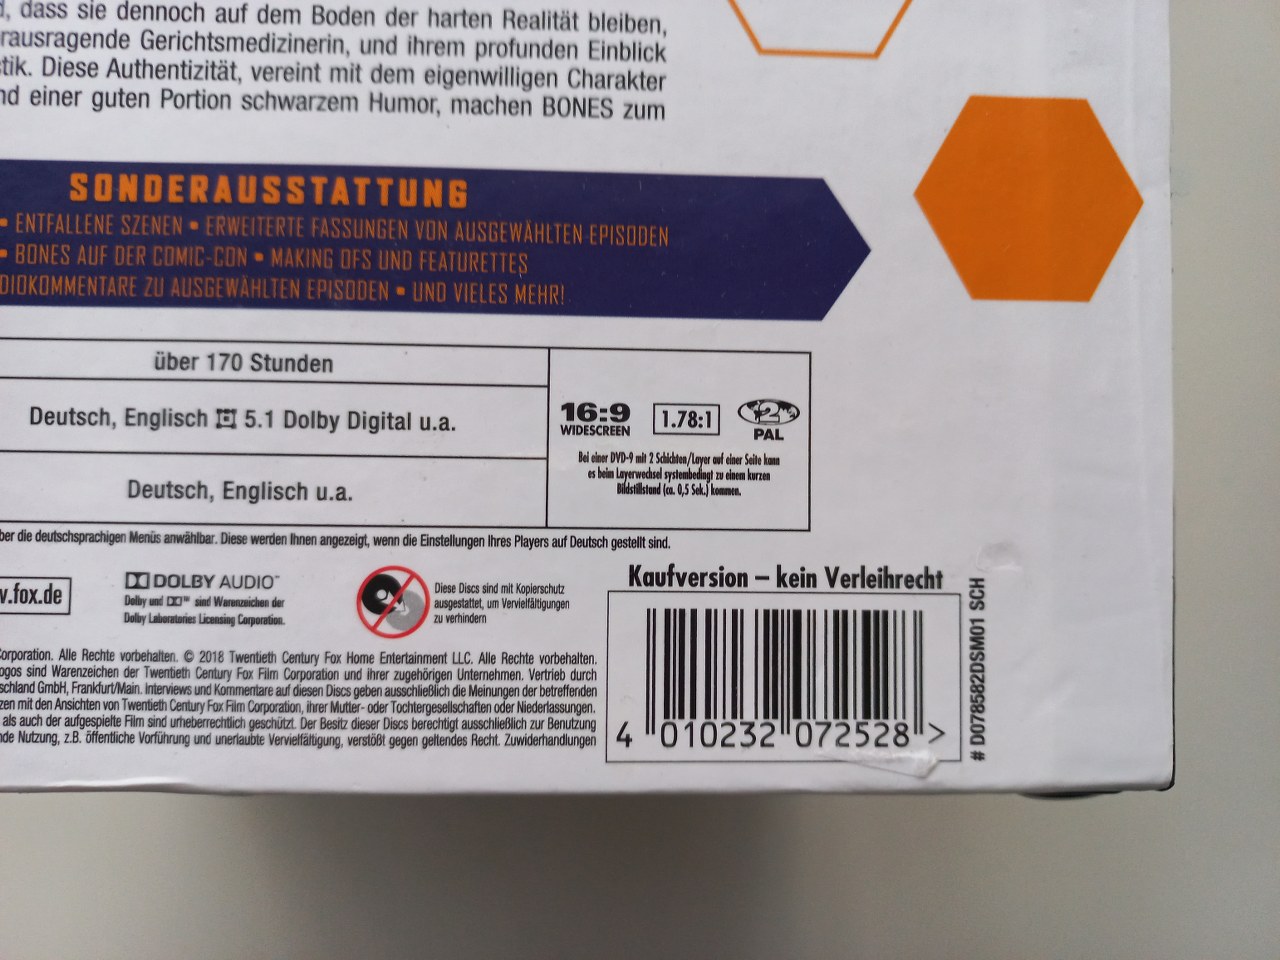 dass sie dennoch auf dem Boden der harten Realität bleiben,
rausragende Gerichtsmedizinerin, und ihrem profunden Einblick
stik. Diese Authentizität, vereint mit dem eigenwilligen Charakter
nd einer guten Portion schwarzem Humor, machen BONES zum
SONDERAUSSTATTUNG
• ENTFALLENE SZENEN • ERWEITERTE FASSUNGEN VON AUSGEWÄHLTEN EPISODEN
• BONES AUF DER COMIC-CON • MAKING OFS UND FEATURETTES
DIOKOMMENTARE ZU AUSGEWÄHLTEN EPISODEN • UND VIELES MEHR!
über 170 Stunden
Deutsch, Englisch 5.1 Dolby Digital u.a.
Deutsch, Englisch u.a.
16:9
WIDESCREEN
1.78:1
2
PAL
Bei einer DVD-9 mit 2 Schichten/Layer auf einer Seite kann
es beim Layerwechsel systembedingt zu einem kurzen
Bildstillstand (ca. 0,5 Sek.) kommen.
ber die deutschsprachigen Menüs anwählbar. Diese werden Ihnen angezeigt, wenn die Einstellungen Ihres Players auf Deutsch gestellt sind.
v.fox.de
DOLBY AUDIO™
Dolby und ™ sind Warenzeichen der
Dolby Laboratories Licensing Corporation.
Diese Discs sind mit Kopierschutz
ausgestattet, um Vervielfältigungen
zu verhindern
Kaufversion – kein Verleihrecht
orporation. Alle Rechte vorbehalten. © 2018 Twentieth Century Fox Home Entertainment LLC. Alle Rechte vorbehalten.
ogos sind Warenzeichen der Twentieth Century Fox Film Corporation und ihrer zugehörigen Unternehmen. Vertrieb durch
schland GmbH, Frankfurt/Main. Interviews und Kommentare auf diesen Discs geben ausschließlich die Meinungen der betreffenden
zen mit den Ansichten von Twentieth Century Fox Film Corporation, ihrer Mutter- oder Tochtergesellschaften oder Niederlassungen.
als auch der aufgespielte Film sind urheberrechtlich geschützt. Der Besitz dieser Discs berechtigt ausschließlich zur Benutzung
nde Nutzung, z.B. öffentliche Vorführung und unerlaubte Vervielfältigung, verstößt gegen geltendes Recht. Zuwiderhandlungen
4 010232 072528 >
# D078582DSM01 SCH